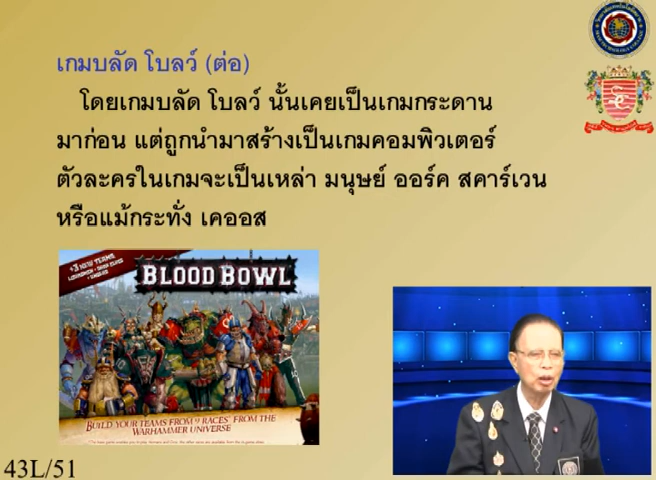 เกมบลัด โบลว์ (ต่อ)
โดยเกมบลัด โบลว์ นั้นเคยเป็นเกมกระดาน
มาก่อน แต่ถูกนำมาสร้างเป็นเกมคอมพิวเตอร์
ตัวละครในเกมจะเป็นเหล่า มนุษย์ ออร์ค สคาร์เวน
หรือแม้กระทั่ง เคออส
+3 NEW TEAMS
BLOOD BOWL
BUILD YOUR TEAMS FROM 9 RACES* FROM THE
WARHAMMER UNIVERSE
43L/51